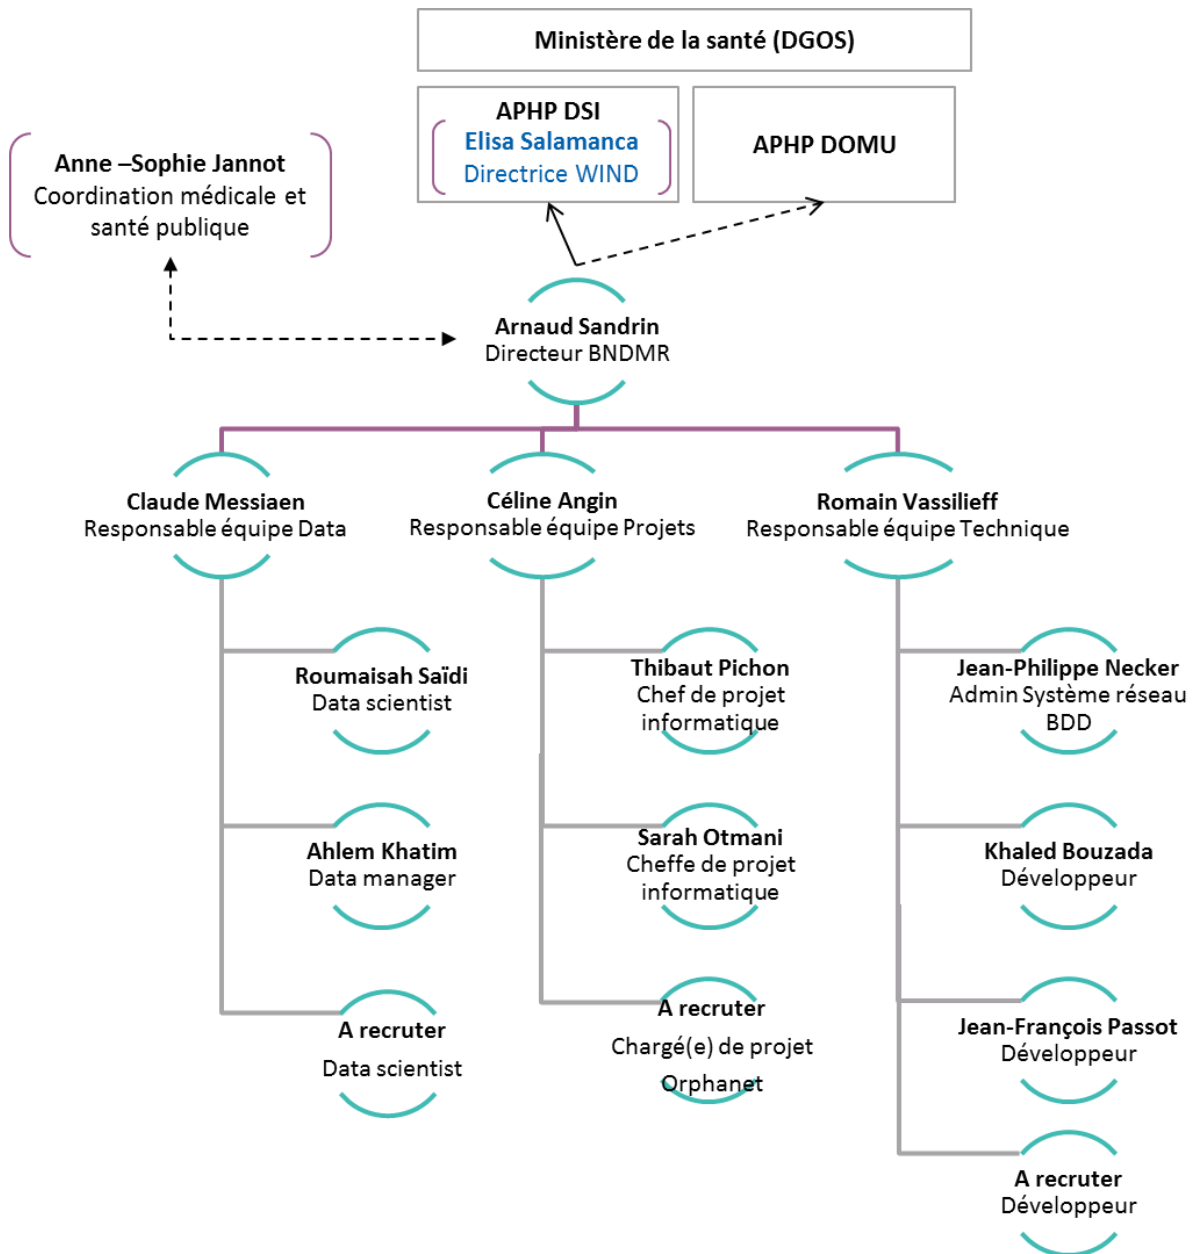 Ministère de la santé (DGOS)
APHP DSI
Elisa Salamanca
Directrice WIND
APHP DOMU
Anne –Sophie Jannot
Coordination médicale et
santé publique
Arnaud Sandrin
Directeur BNDMR
Claude Messiaen
Responsable équipe Data
Céline Angin
Responsable équipe Projets
Romain Vassilieff
Responsable équipe Technique
Roumaisah Saïdi
Data scientist
Ahlem Khatim
Data manager
A recruter
Data scientist
Thibaut Pichon
Chef de projet
informatique
Sarah Otmani
Cheffe de projet
informatique
A recruter
Chargé(e) de projet
Orphanet
Jean-Philippe Necker
Admin Système réseau
BDD
Khaled Bouzada
Développeur
Jean-François Passot
Développeur
A recruter
Développeur